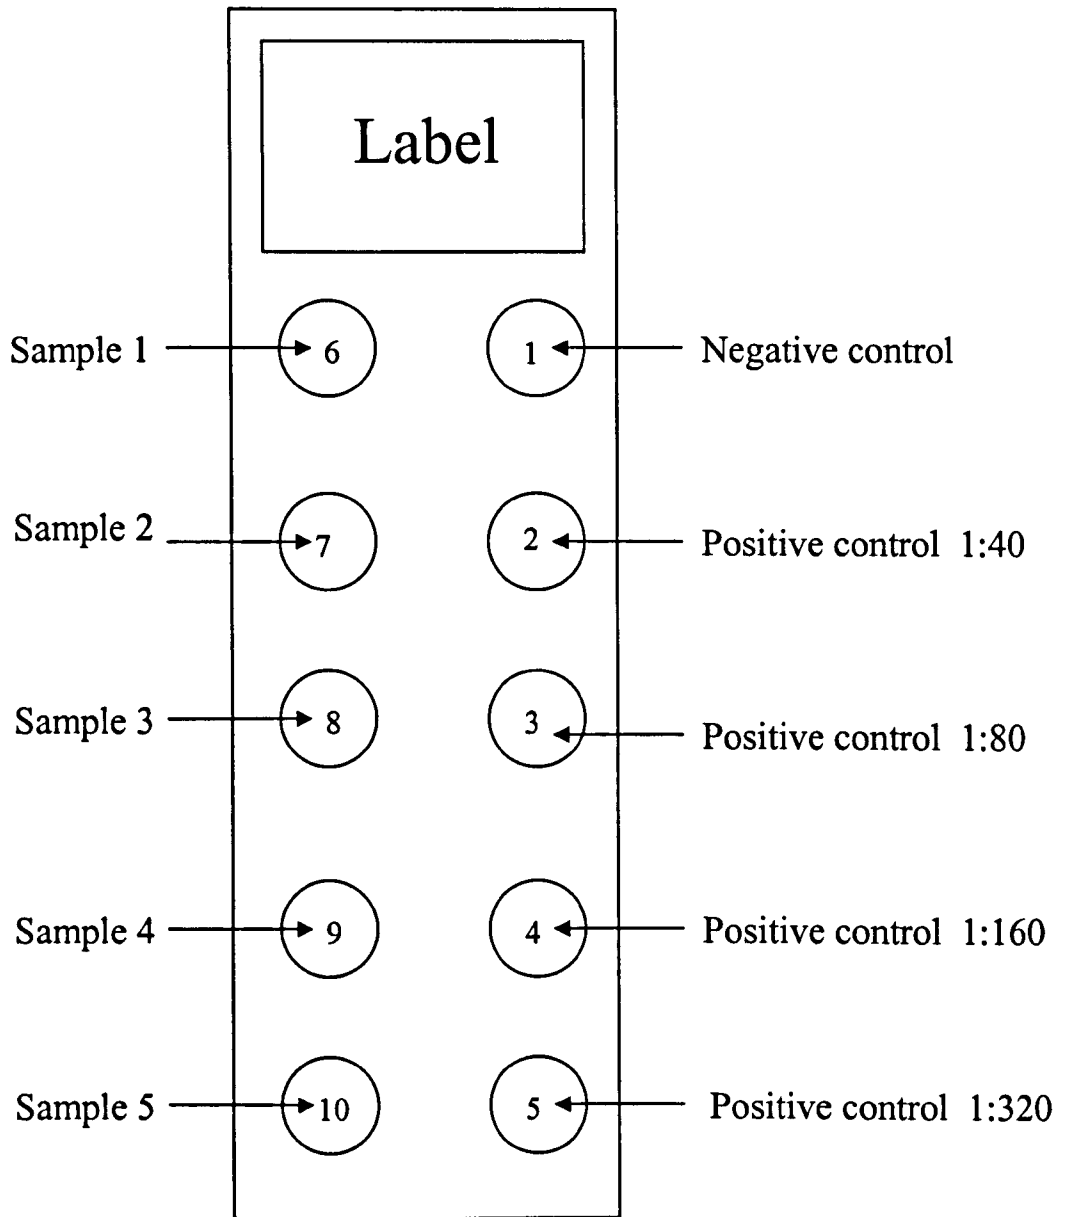 Label
Sample 1 6 1 Negative control
Sample 2 7 2 Positive control 1:40
Sample 3 8 3 Positive control 1:80
Sample 4 9 4 Positive control 1:160
Sample 5 10 5 Positive control 1:320